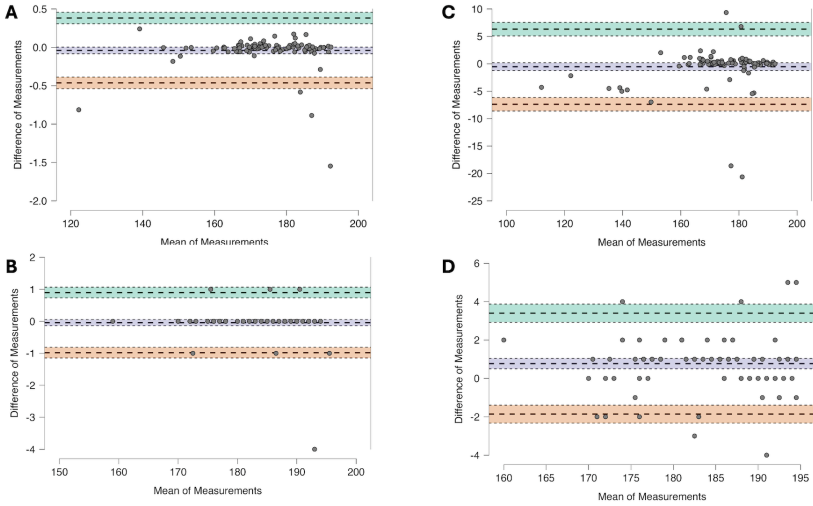 A
0.5
0.0
-0.5
-1.0
-1.5
-2.0
Difference of Measurements
120 140 160 180 200
Mean of Measurements
C
10
5
0
-5
-10
-15
-20
-25
Difference of Measurements
100 120 140 160 180 200
Mean of Measurements
B
2
1
0
-1
-2
-3
-4
Difference of Measurements
150 160 170 180 190 200
Mean of Measurements
D
6
4
2
0
-2
-4
Difference of Measurements
160 165 170 175 180 185 190 195
Mean of Measurements